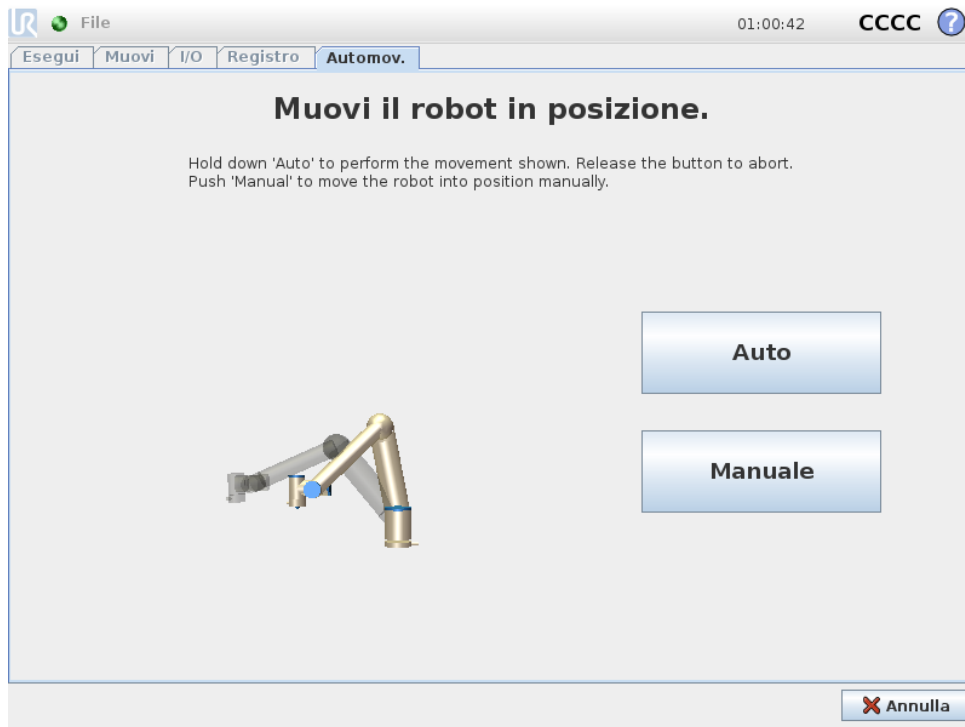 UR File 01:00:42 CCCC ?
Esegui Muovi I/O Registro Automov.
Muovi il robot in posizione.
Hold down 'Auto' to perform the movement shown. Release the button to abort.
Push 'Manual' to move the robot into position manually.
Auto
Manuale
Annulla